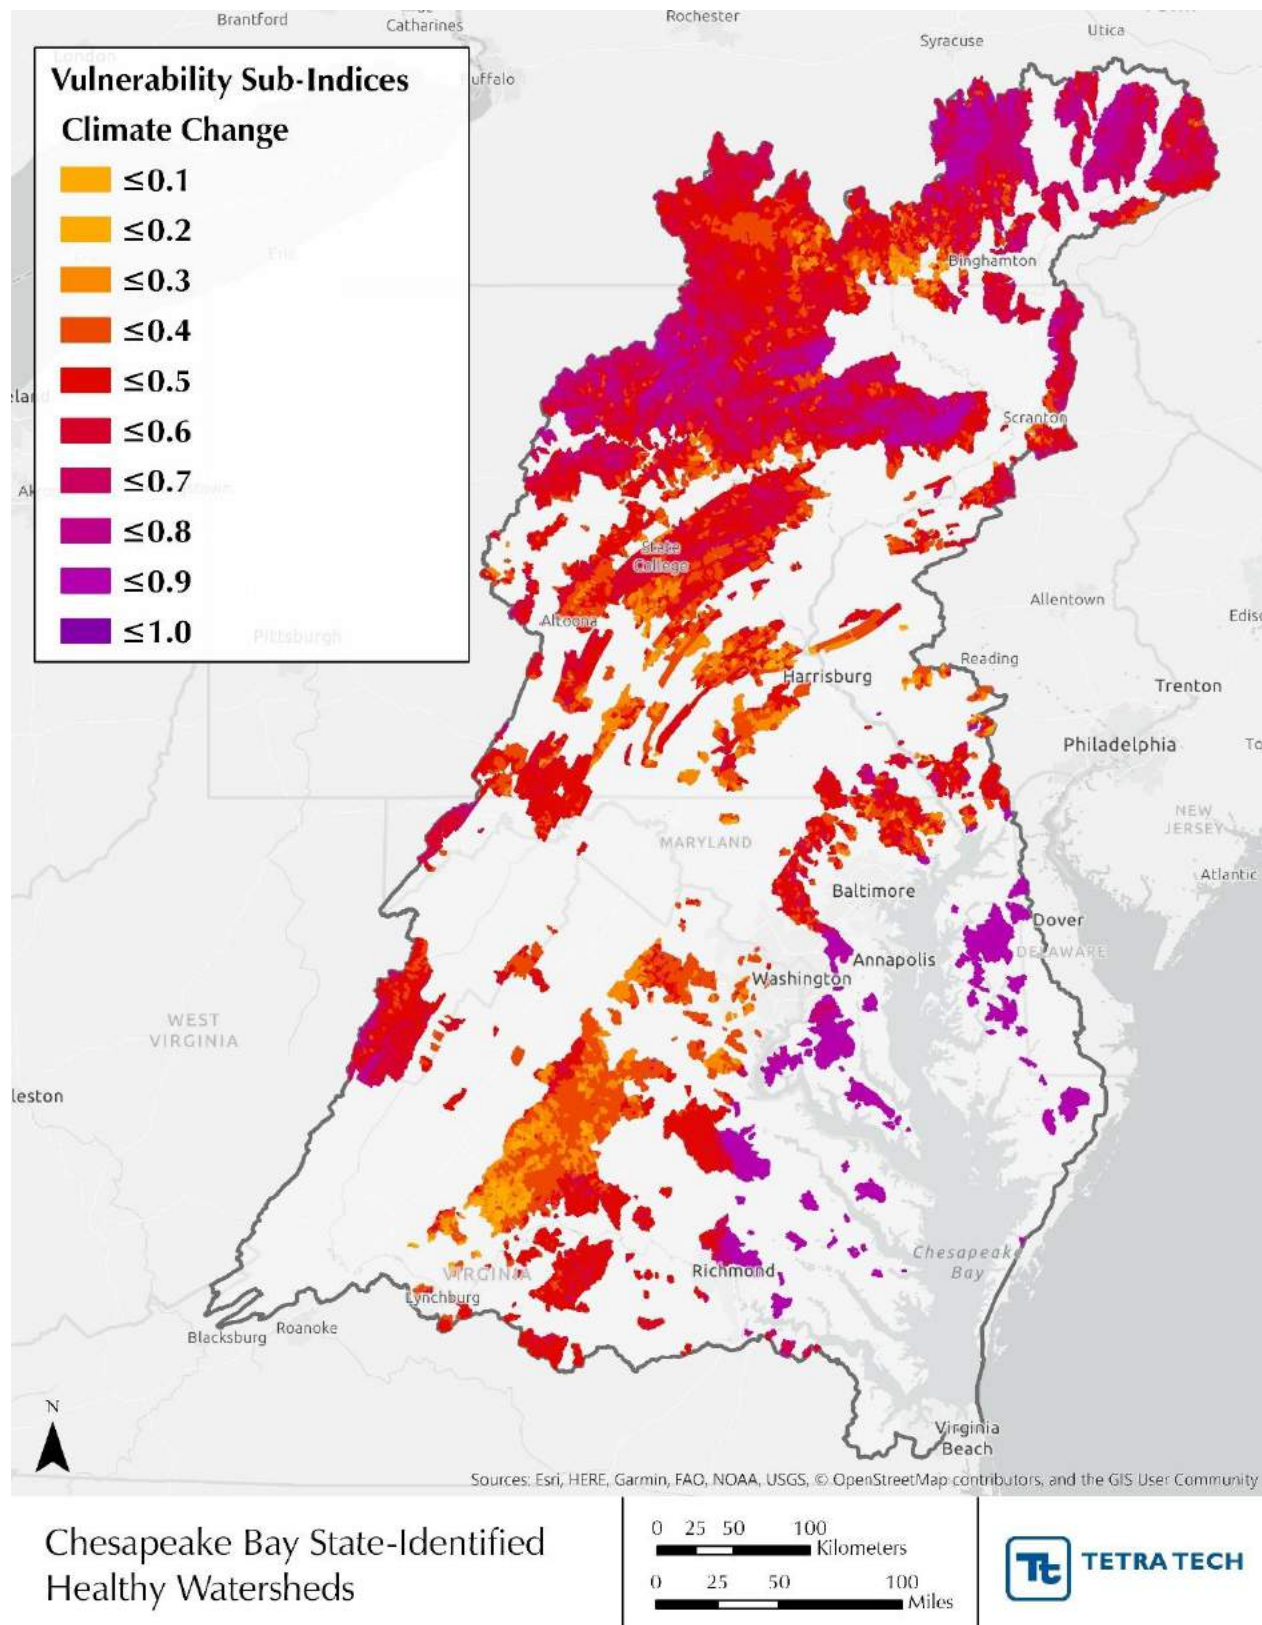 Brantford
Catharines
Rochester
Syracuse
Utica
London
uffalo
Vulnerability Sub-Indices
Climate Change
≤0.1
≤0.2
≤0.3
≤0.4
≤0.5
≤0.6
≤0.7
≤0.8
≤0.9
≤1.0
Erie
Binghamton
Scranton
State
College
Altoona
Pittsburgh
Allentown
Reading
Harrisburg
Trenton
Philadelphia
NEW
JERSEY
MARYLAND
Atlantic
Baltimore
Dover
DELAWARE
Annapolis
Washington
WEST
VIRGINIA
leston
Chesapeake
Bay
Richmond
VIRGINIA
Lynchburg
Roanoke
Blacksburg
N
Virginia
Beach
Sources: Esri, HERE, Garmin, FAO, NOAA, USGS, © OpenStreetMap contributors, and the GIS User Community
Chesapeake Bay State-Identified
Healthy Watersheds
0 25 50 100
Kilometers
0 25 50 100
Miles
Tt TETRA TECH